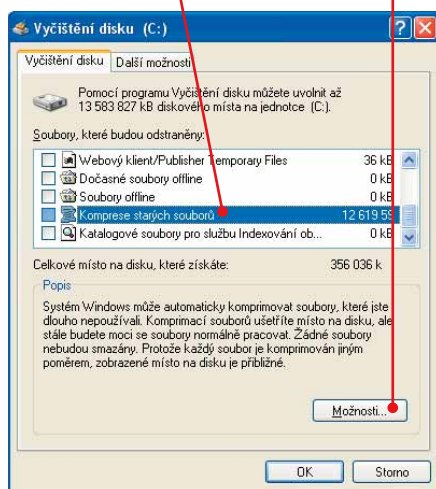 Vyčištění disku (C:)
Vyčištění disku
Další možnosti
Pomocí programu Vyčištění disku můžete uvolnit až
13 583 827 kB diskového místa na jednotce (C:).
Soubory, které budou odstraněny:
Webový klient/Publisher Temporary Files 36 kB
Dočasné soubory offline 0 kB
Soubory offline 0 kB
Komprese starých souborů 12 619 59
Katalogové soubory pro službu Indexování ob... 0 kB
Celkové místo na disku, které získáte: 356 036 k
Popis
Systém Windows může automaticky komprimovat soubory, které jste
dlouho nepoužívali. Komprimací souborů ušetříte místo na disku, ale
stále budete moci se soubory normálně pracovat. Žádné soubory
nebudou smazány. Protože každý soubor je komprimován jiným
poměrem, zobrazené místo na disku je přibližné.
Možnosti...
OK
Storno